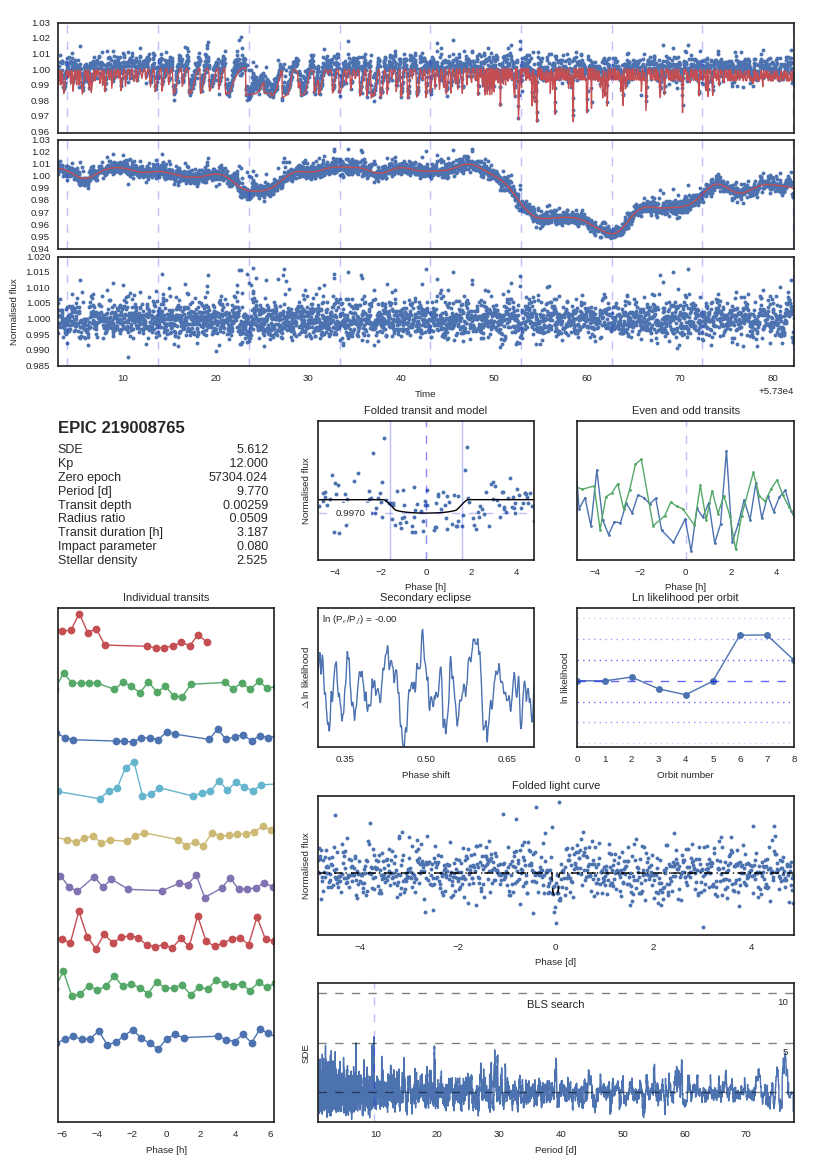 1.03
1.02
1.01
1.00
0.99
0.98
0.97
0.96
1.03
1.02
1.01
1.00
0.99
0.98
0.97
0.96
0.95
0.94
1.020
1.015
1.010
1.005
1.000
0.995
0.990
0.985
Normalised flux
10 20 30 40 50 60 70 80
Time
+5.73e4
EPIC 219008765
SDE 5.612
Kp 12.000
Zero epoch 57304.024
Period [d] 9.770
Transit depth 0.00259
Radius ratio 0.0509
Transit duration [h] 3.187
Impact parameter 0.080
Stellar density 2.525
Folded transit and model
Normalised flux
0.9970
−4 −2 0 2 4
Phase [h]
Even and odd transits
−4 −2 0 2 4
Phase [h]
Individual transits
−6 −4 −2 0 2 4 6
Phase [h]
Secondary eclipse
ln (Pₑ/P𝑓) = -0.00
Δ ln likelihood
0.35 0.50 0.65
Phase shift
Ln likelihood per orbit
ln likelihood
0 1 2 3 4 5 6 7 8
Orbit number
Folded light curve
Normalised flux
−4 −2 0 2 4
Phase [d]
BLS search
10
5
SDE
10 20 30 40 50 60 70
Period [d]